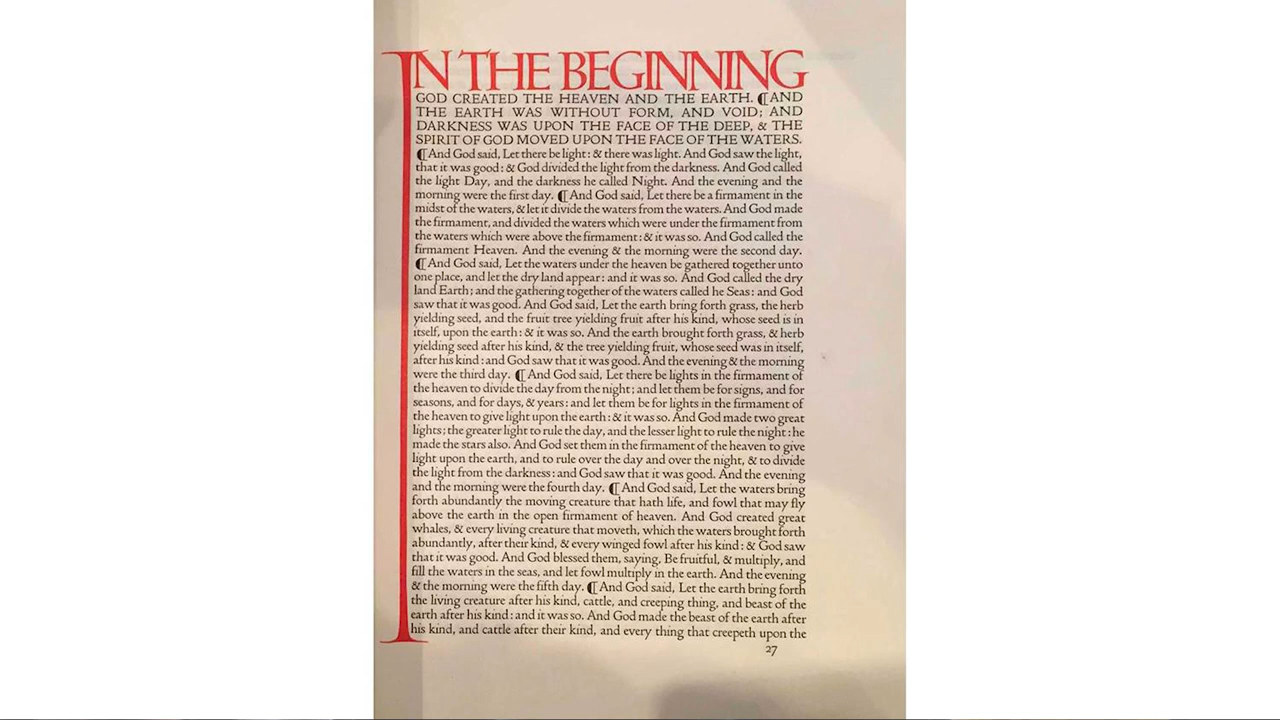 IN THE BEGINNING
GOD CREATED THE HEAVEN AND THE EARTH. ¶AND
THE EARTH WAS WITHOUT FORM, AND VOID; AND
DARKNESS WAS UPON THE FACE OF THE DEEP, & THE
SPIRIT OF GOD MOVED UPON THE FACE OF THE WATERS.
¶And God said, Let there be light: & there was light. And God saw the light,
that it was good: & God divided the light from the darkness. And God called
the light Day, and the darkness he called Night. And the evening and the
morning were the first day. ¶And God said, Let there be a firmament in the
midst of the waters, & let it divide the waters from the waters. And God made
the firmament, and divided the waters which were under the firmament from
the waters which were above the firmament: & it was so. And God called the
firmament Heaven. And the evening & the morning were the second day.
¶And God said, Let the waters under the heaven be gathered together unto
one place, and let the dry land appear: and it was so. And God called the dry
land Earth; and the gathering together of the waters called he Seas: and God
saw that it was good. And God said, Let the earth bring forth grass, the herb
yielding seed, and the fruit tree yielding fruit after his kind, whose seed is in
itself, upon the earth: & it was so. And the earth brought forth grass, & herb
yielding seed after his kind, & the tree yielding fruit, whose seed was in itself,
after his kind: and God saw that it was good. And the evening & the morning
were the third day. ¶And God said, Let there be lights in the firmament of
the heaven to divide the day from the night; and let them be for signs, and for
seasons, and for days, & years: and let them be for lights in the firmament of
the heaven to give light upon the earth: & it was so. And God made two great
lights; the greater light to rule the day, and the lesser light to rule the night: he
made the stars also. And God set them in the firmament of the heaven to give
light upon the earth, and to rule over the day and over the night, & to divide
the light from the darkness: and God saw that it was good. And the evening
and the morning were the fourth day. ¶And God said, Let the waters bring
forth abundantly the moving creature that hath life, and fowl that may fly
above the earth in the open firmament of heaven. And God created great
whales, & every living creature that moveth, which the waters brought forth
abundantly, after their kind, & every winged fowl after his kind: & God saw
that it was good. And God blessed them, saying, Be fruitful, & multiply, and
fill the waters in the seas, and let fowl multiply in the earth. And the evening
& the morning were the fifth day. ¶And God said, Let the earth bring forth
the living creature after his kind, cattle, and creeping thing, and beast of the
earth after his kind: and it was so. And God made the beast of the earth after
his kind, and cattle after their kind, and every thing that creepeth upon the
27